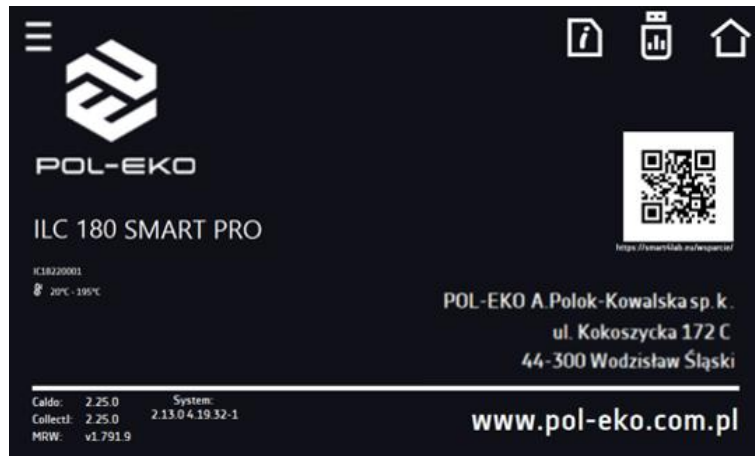 POL-EKO
ILC 180 SMART PRO
IC18220001
20°C - 195°C
https://smart4lab.eu/wsparcie/
POL-EKO A.Polok-Kowalska sp. k.
ul. Kokoszycka 172 C
44-300 Wodzisław Śląski
Caldo: 2.25.0 System:
CollectJ: 2.25.0 2.13.0 4.19.32-1
MRW: v1.791.9
www.pol-eko.com.pl